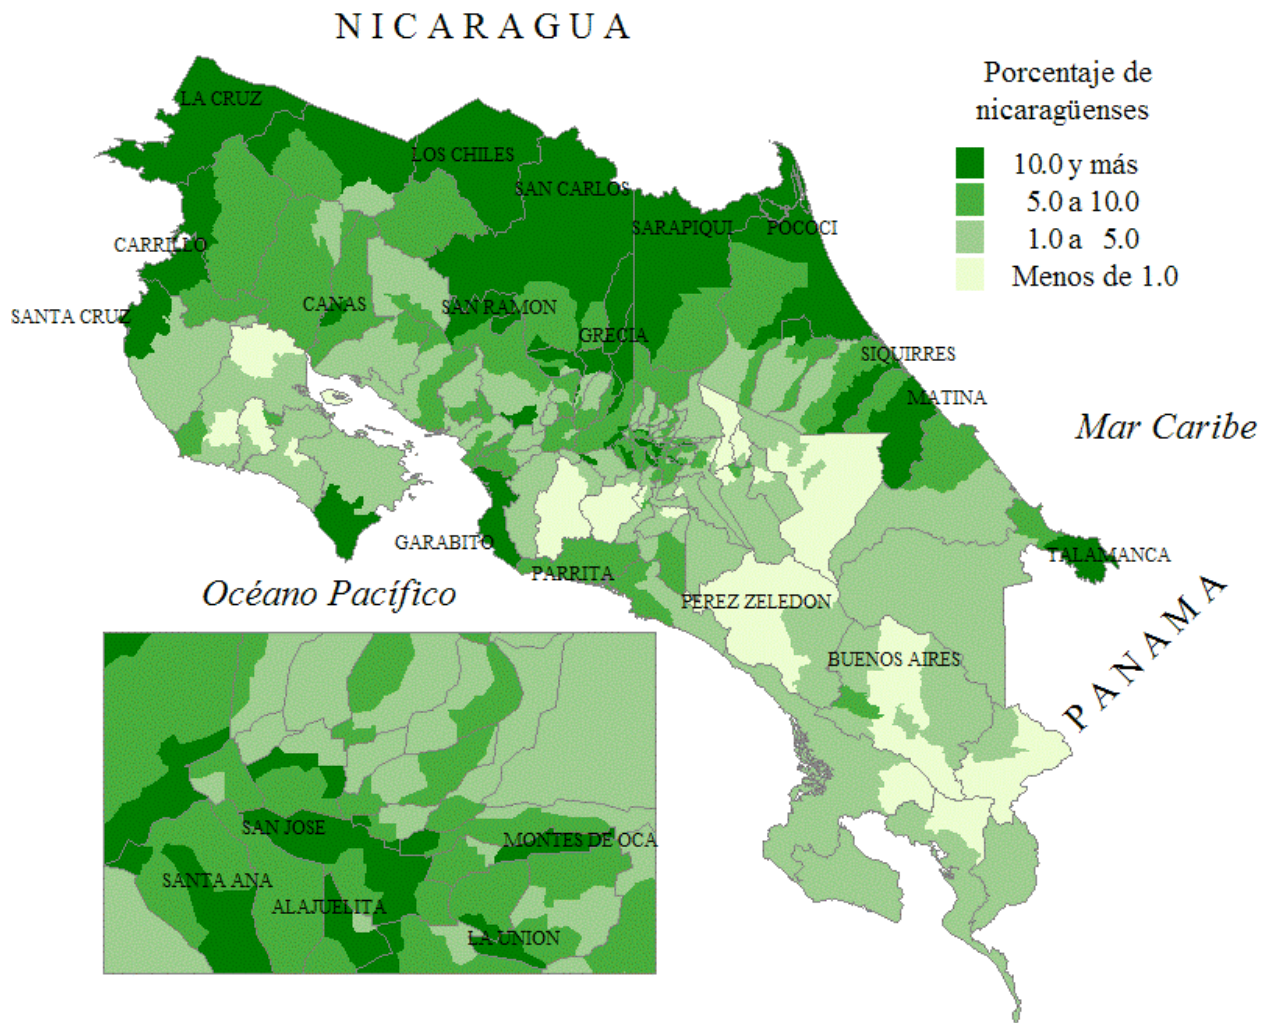 NICARAGUA
Porcentaje de
nicaragüenses
10.0 y más
5.0 a 10.0
1.0 a 5.0
Menos de 1.0
LA CRUZ
LOS CHILES
SAN CARLOS
SARAPIQUI
POCOCI
CARRILLO
CANAS
SAN RAMON
SANTA CRUZ
GRECIA
SIQUIRRES
MATINA
Mar Caribe
GARABITO
TALAMANCA
PARRITA
Océano Pacífico
PEREZ ZELEDON
BUENOS AIRES
PANAMA
SAN JOSE
MONTES DE OCA
SANTA ANA
ALAJUELITA
LA UNION